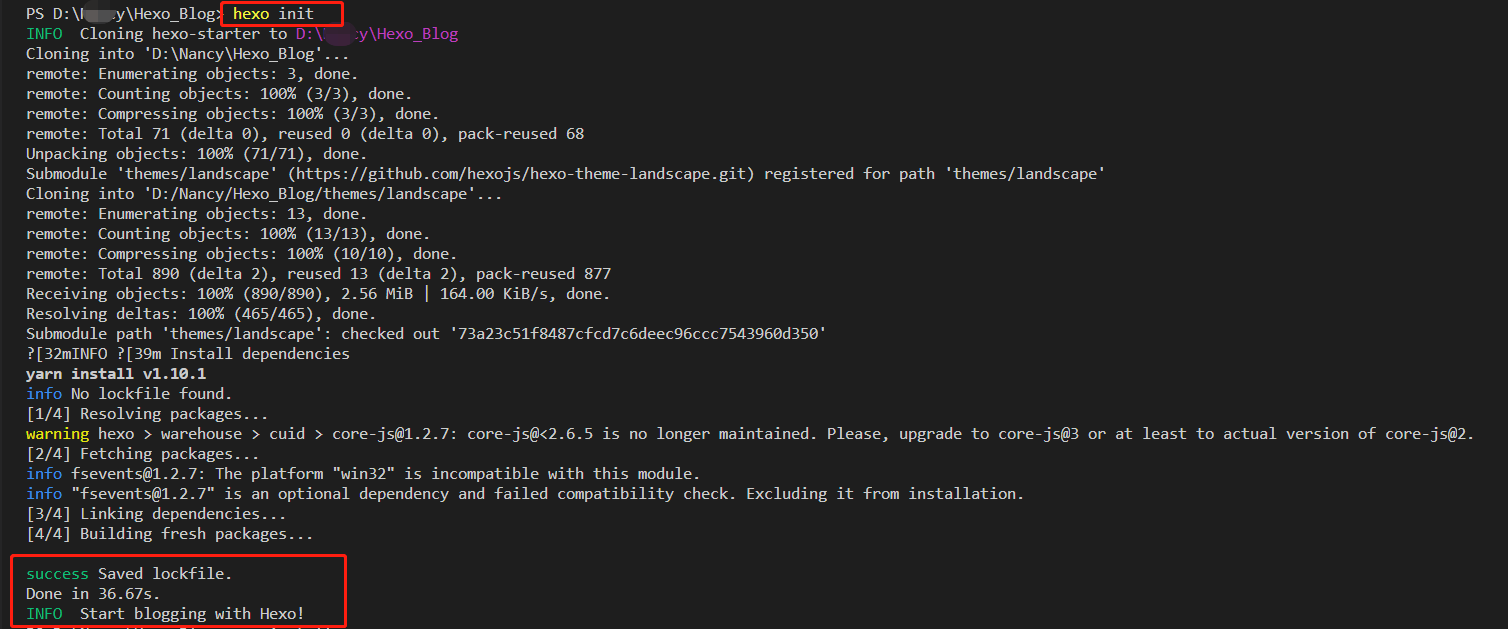 PS D:\ \Hexo_Blog> hexo init
INFO  Cloning hexo-starter to D:\ y\Hexo_Blog
Cloning into 'D:\Nancy\Hexo_Blog'...
remote: Enumerating objects: 3, done.
remote: Counting objects: 100% (3/3), done.
remote: Compressing objects: 100% (3/3), done.
remote: Total 71 (delta 0), reused 0 (delta 0), pack-reused 68
Unpacking objects: 100% (71/71), done.
Submodule 'themes/landscape' (https://github.com/hexojs/hexo-theme-landscape.git) registered for path 'themes/landscape'
Cloning into 'D:/Nancy/Hexo_Blog/themes/landscape'...
remote: Enumerating objects: 13, done.
remote: Counting objects: 100% (13/13), done.
remote: Compressing objects: 100% (10/10), done.
remote: Total 890 (delta 2), reused 13 (delta 2), pack-reused 877
Receiving objects: 100% (890/890), 2.56 MiB | 164.00 KiB/s, done.
Resolving deltas: 100% (465/465), done.
Submodule path 'themes/landscape': checked out '73a23c51f8487cfcd7c6deec96ccc7543960d350'
?[32mINFO ?[39m Install dependencies
yarn install v1.10.1
info No lockfile found.
[1/4] Resolving packages...
warning hexo > warehouse > cuid > core-js@1.2.7: core-js@<2.6.5 is no longer maintained. Please, upgrade to core-js@3 or at least to actual version of core-js@2.
[2/4] Fetching packages...
info fsevents@1.2.7: The platform "win32" is incompatible with this module.
info "fsevents@1.2.7" is an optional dependency and failed compatibility check. Excluding it from installation.
[3/4] Linking dependencies...
[4/4] Building fresh packages...
success Saved lockfile.
Done in 36.67s.
INFO  Start blogging with Hexo!